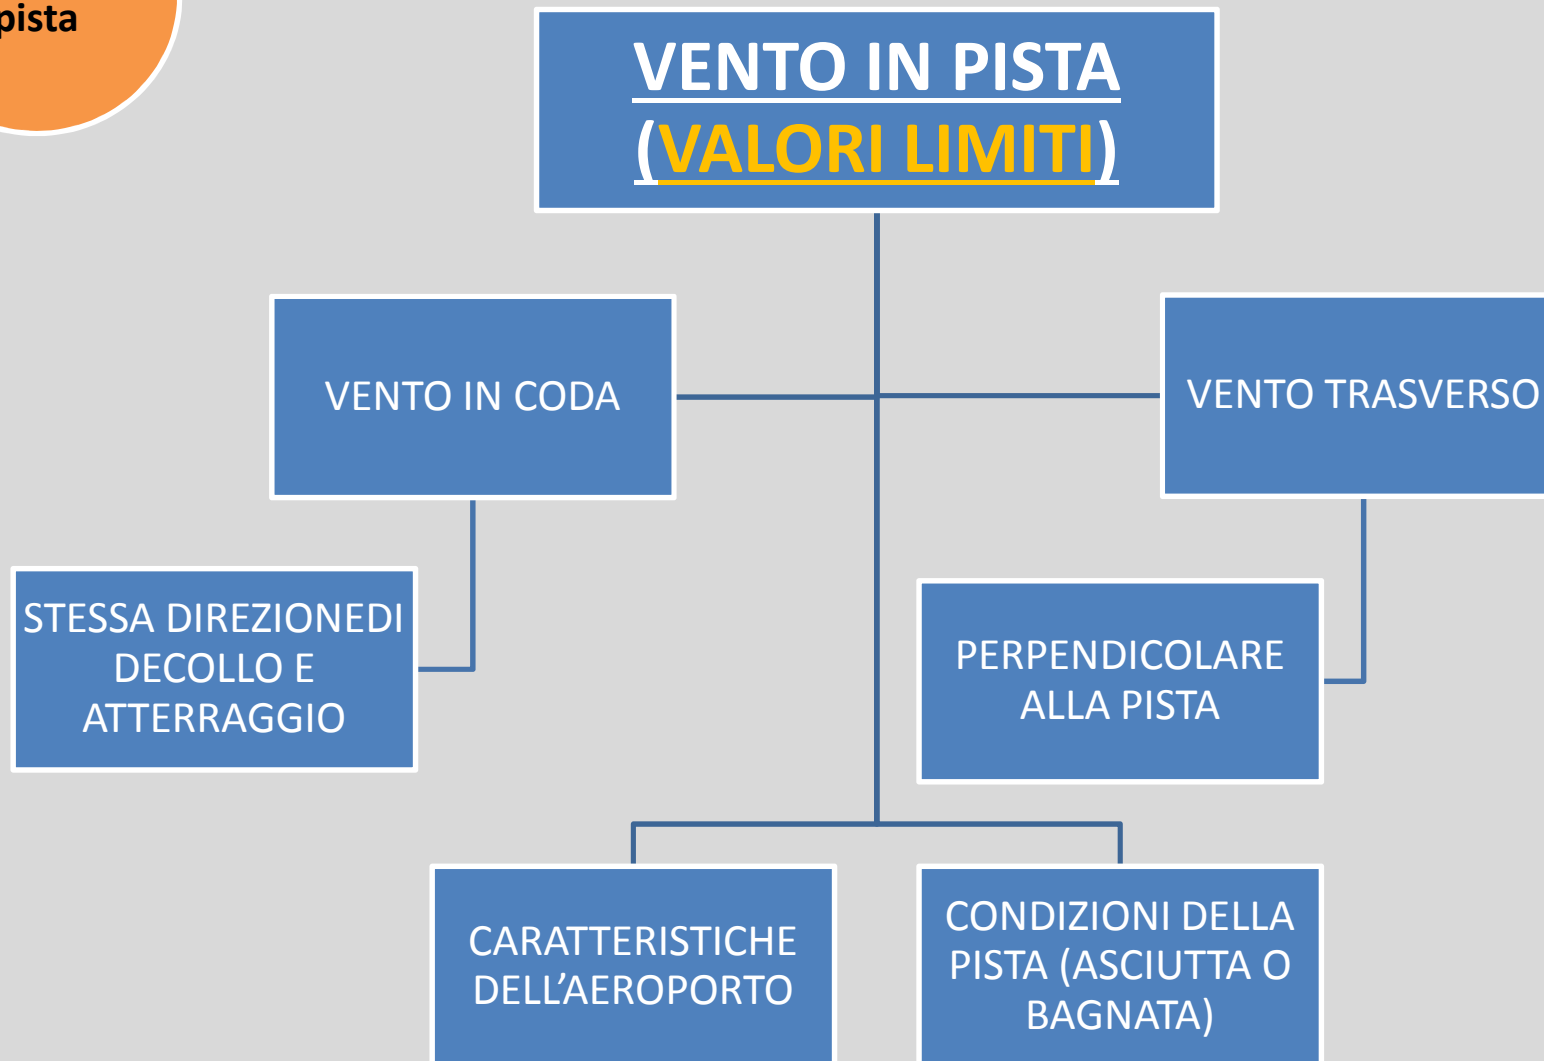 pista
VENTO IN PISTA
(VALORI LIMITI)
VENTO IN CODA
VENTO TRASVERSO
STESSA DIREZIONEDI
DECOLLO E
ATTERRAGGIO
PERPENDICOLARE
ALLA PISTA
CARATTERISTICHE
DELL’AEROPORTO
CONDIZIONI DELLA
PISTA (ASCIUTTA O
BAGNATA)